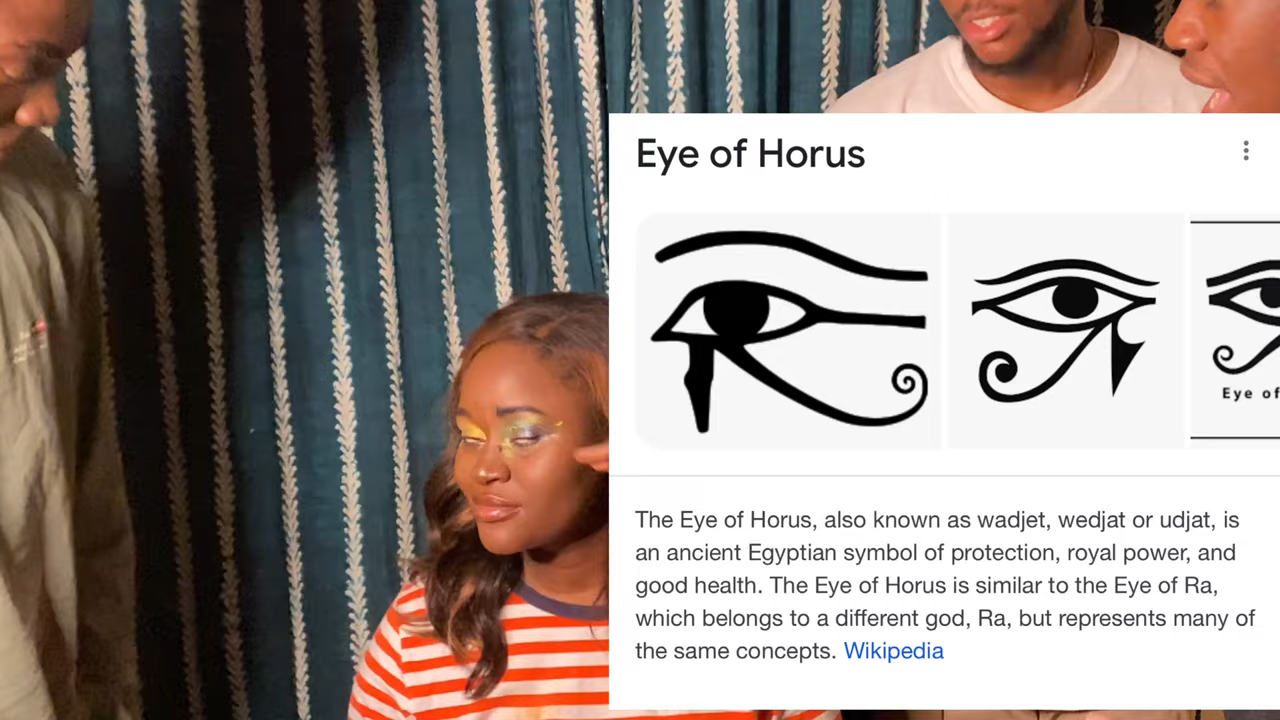 Eye of Horus
Eye of
The Eye of Horus, also known as wadjet, wedjat or udjat, is
an ancient Egyptian symbol of protection, royal power, and
good health. The Eye of Horus is similar to the Eye of Ra,
which belongs to a different god, Ra, but represents many of
the same concepts. Wikipedia